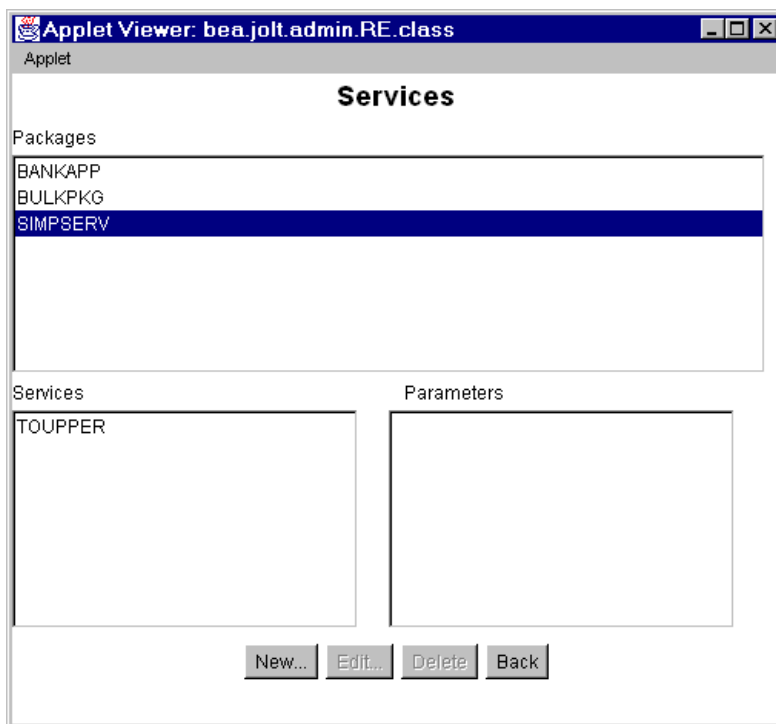 Applet Viewer: bea.jolt.admin.RE.class
Applet
Services
Packages
BANKAPP
BULKPKG
SIMPSERV
Services Parameters
TOUPPER
New... Edit... Delete Back